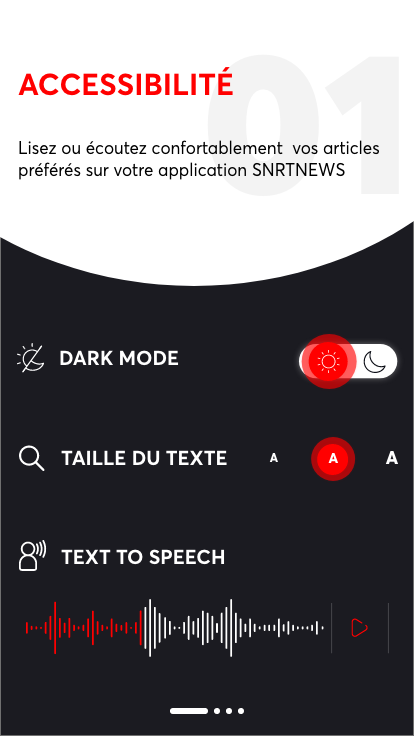 01
ACCESSIBILITÉ
Lisez ou écoutez confortablement  vos articles
préférés sur votre application SNRTNEWS
DARK MODE
TAILLE DU TEXTE A A A
TEXT TO SPEECH